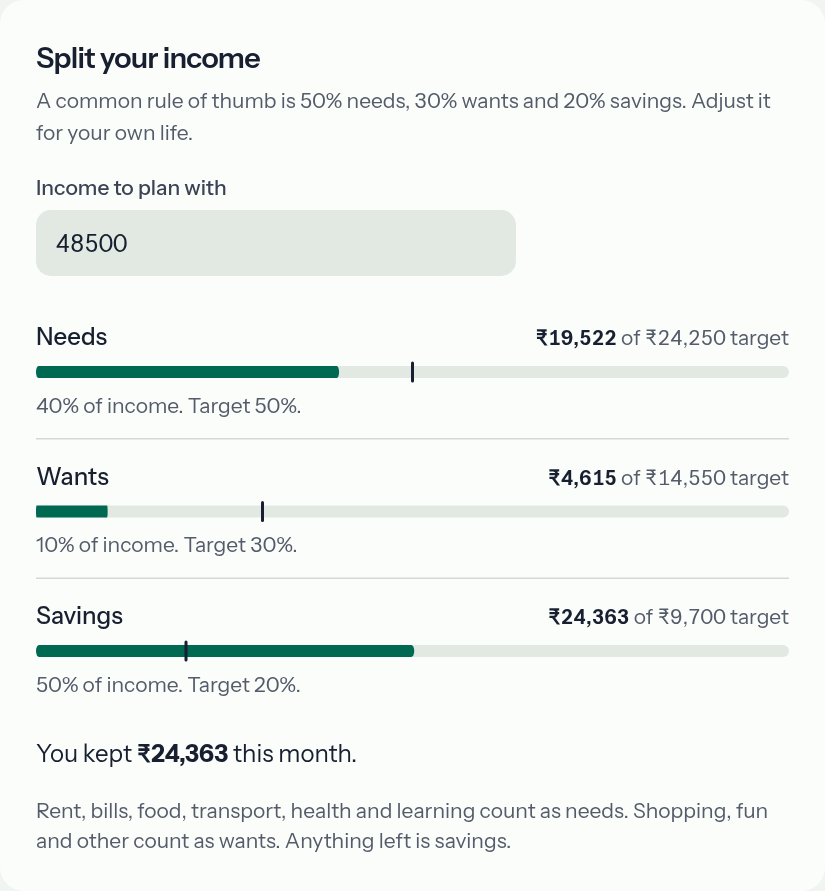 Split your income
A common rule of thumb is 50% needs, 30% wants and 20% savings. Adjust it
for your own life.
Income to plan with
48500
Needs ₹19,522 of ₹24,250 target
40% of income. Target 50%.
Wants ₹4,615 of ₹14,550 target
10% of income. Target 30%.
Savings ₹24,363 of ₹9,700 target
50% of income. Target 20%.
You kept ₹24,363 this month.
Rent, bills, food, transport, health and learning count as needs. Shopping, fun
and other count as wants. Anything left is savings.